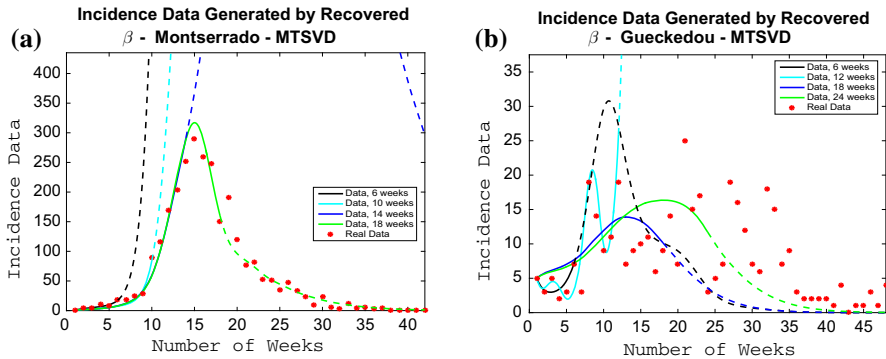 (a)
Incidence Data Generated by Recovered
β - Montserrado - MTSVD
Incidence Data
400
350
300
250
200
150
100
50
0
0 5 10 15 20 25 30 35 40
Number of Weeks
Data, 6 weeks
Data, 10 weeks
Data, 14 weeks
Data, 18 weeks
Real Data
(b)
Incidence Data Generated by Recovered
β - Gueckedou - MTSVD
Incidence Data
35
30
25
20
15
10
5
0
0 5 10 15 20 25 30 35 40 45
Number of Weeks
Data, 6 weeks
Data, 12 weeks
Data, 18 weeks
Data, 24 weeks
Real Data